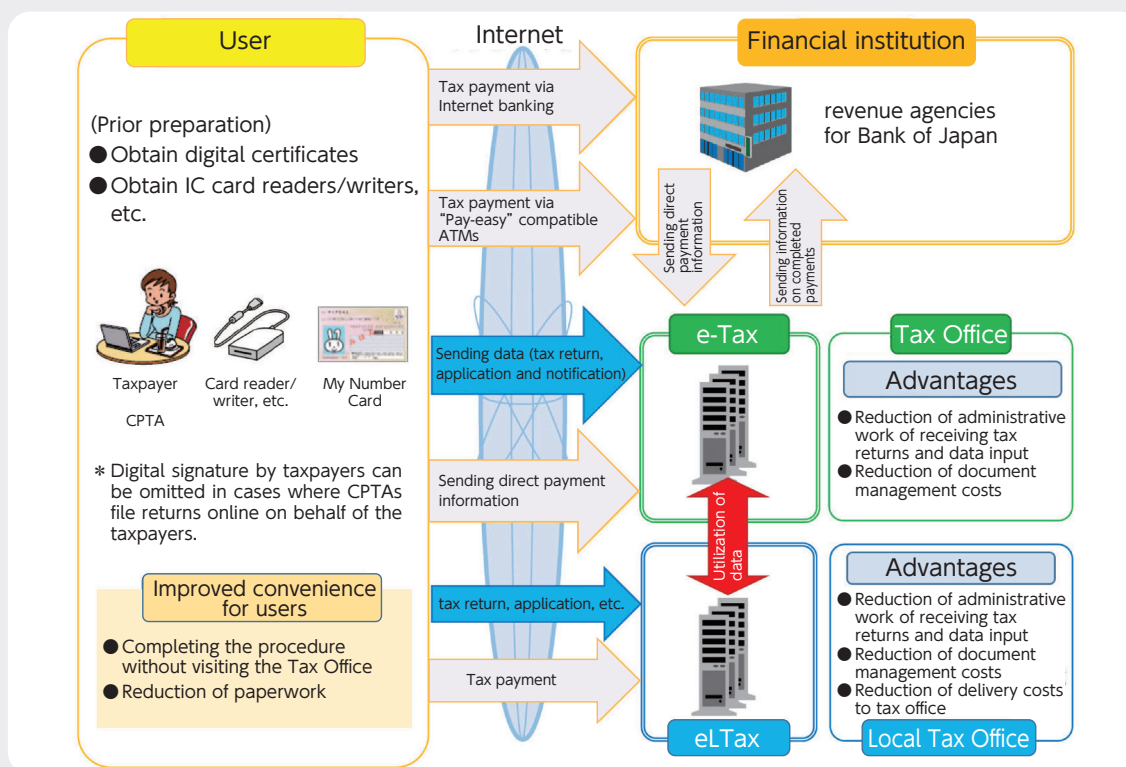 User
(Prior preparation)
● Obtain digital certificates
● Obtain IC card readers/writers,
etc.
Taxpayer
CPTA
Card reader/
writer, etc.
My Number
Card
* Digital signature by taxpayers can
be omitted in cases where CPTAs
file returns online on behalf of the
taxpayers.
Improved convenience
for users
● Completing the procedure
without visiting the Tax Office
● Reduction of paperwork
Internet
Tax payment via
Internet banking
Tax payment via
“Pay-easy” compatible
ATMs
Sending data (tax return,
application and notification)
Sending direct payment
information
tax return, application, etc.
Tax payment
Financial institution
revenue agencies
for Bank of Japan
Sending direct
payment
information
Sending information
on completed
payments
e-Tax
Utilization of
data
eLTax
Tax Office
Advantages
● Reduction of administrative
work of receiving tax
returns and data input
● Reduction of document
management costs
Advantages
● Reduction of administrative
work of receiving tax
returns and data input
● Reduction of document
management costs
● Reduction of delivery costs
to tax office
Local Tax Office